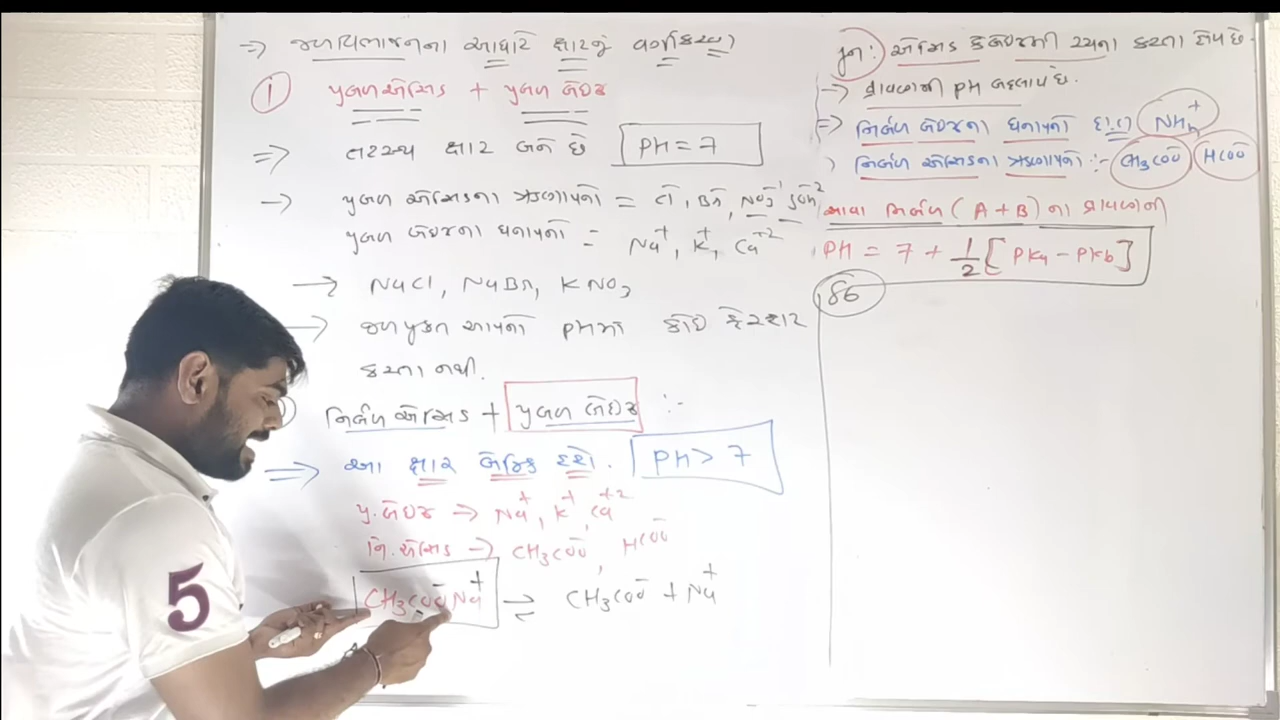 ⇒ જળવિભાજનના આધારે ક્ષારનું વર્ગીકરણ
① પ્રબળ એસિડ + પ્રબળ બેઇઝ
⇒ તટસ્થ ક્ષાર બને છે PH = 7
→ પ્રબળ એસિડના ઋણાયનો = Cl⁻, Br⁻, NO₃⁻¹, SO₄⁻²
પ્રબળ બેઇઝના ધનાયનો = Na⁺, K⁺, Ca⁺²
→ NaCl, NaBr, KNO₃
→ જળયુક્ત આયનો PHમાં કોઇ ફેરફાર
કરતા નથી.
નિર્બળ એસિડ + પ્રબળ બેઇઝ :-
⇒ આ ક્ષાર બેઝિક હશે. PH > 7
પ્ર. બેઇઝ → Na⁺, K⁺, Ca⁺²
નિ. એસિડ → CH₃COO⁻, HCOO⁻
CH₃COO⁻Na⁺ ⇌ CH₃COO⁻ + Na⁺
પુન: એસિડ કે બેઇઝની રચના કરતા હોય છે.
→ દ્રાવણની PH બદલાય છે.
⇒ નિર્બળ બેઇઝના ધનાયનો દા.ત. NH₄⁺
નિર્બળ એસિડના ઋણાયનો :- CH₃COO⁻ HCOO⁻
આવા નિર્બળ (A + B) ના દ્રાવણની
PH = 7 + 1/2 [PKa - PKb]
86
5